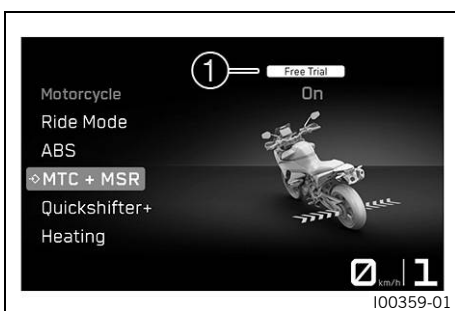 1
Free Trial
Motorcycle
On
Ride Mode
ABS
MTC + MSR
Quickshifter+
Heating
0 km/h 1
I00359-01